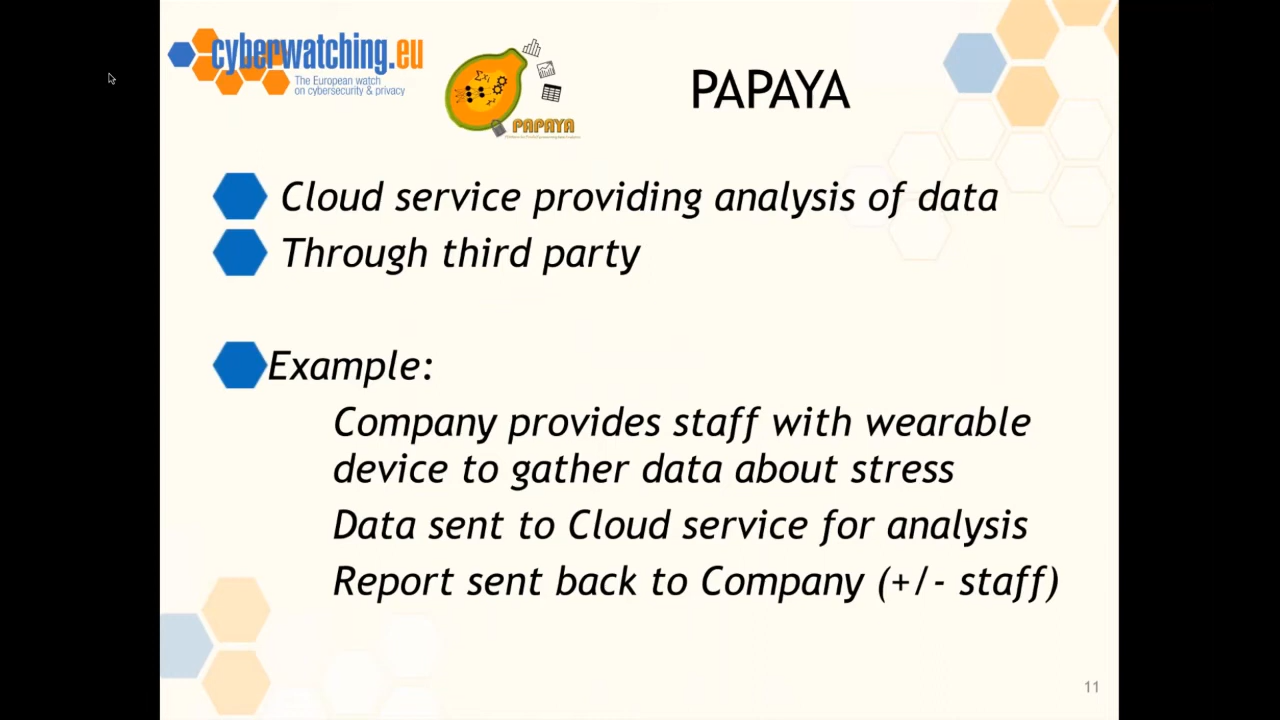 cyberwatching.eu
The European watch
on cybersecurity & privacy
PAPAYA
PAPAYA
Cloud service providing analysis of data
Through third party
Example:
Company provides staff with wearable
device to gather data about stress
Data sent to Cloud service for analysis
Report sent back to Company (+/- staff)
11